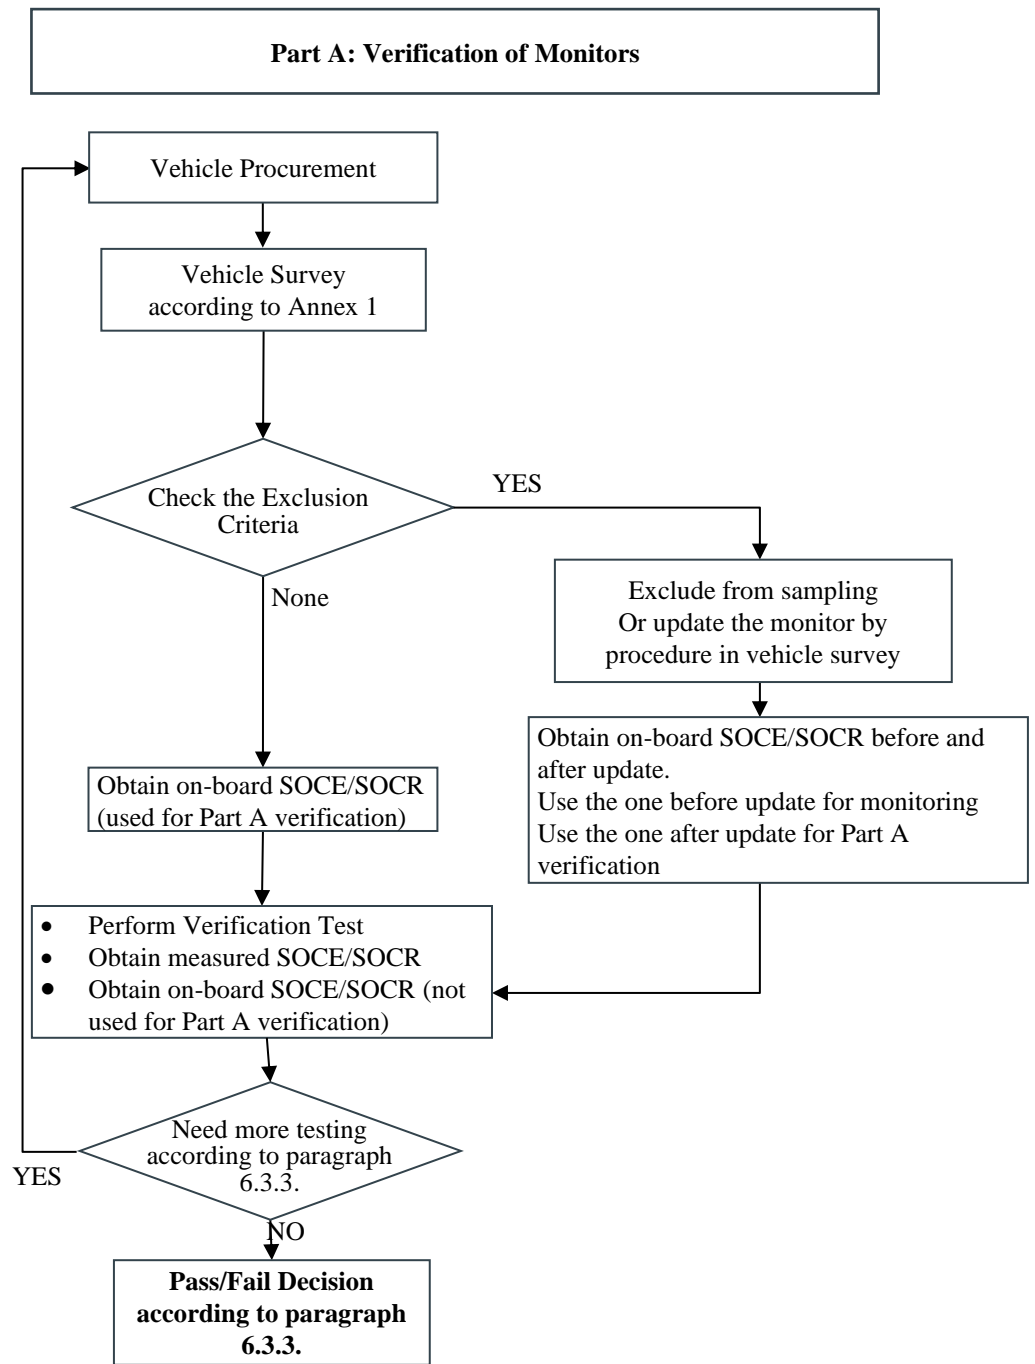 Part A: Verification of Monitors
Vehicle Procurement
Vehicle Survey
according to Annex 1
Check the Exclusion
Criteria
YES
None
Exclude from sampling
Or update the monitor by
procedure in vehicle survey
Obtain on-board SOCE/SOCR before and
after update.
Use the one before update for monitoring
Use the one after update for Part A
verification
Obtain on-board SOCE/SOCR
(used for Part A verification)
• Perform Verification Test
• Obtain measured SOCE/SOCR
• Obtain on-board SOCE/SOCR (not
used for Part A verification)
Need more testing
according to paragraph
6.3.3.
YES
NO
Pass/Fail Decision
according to paragraph
6.3.3.